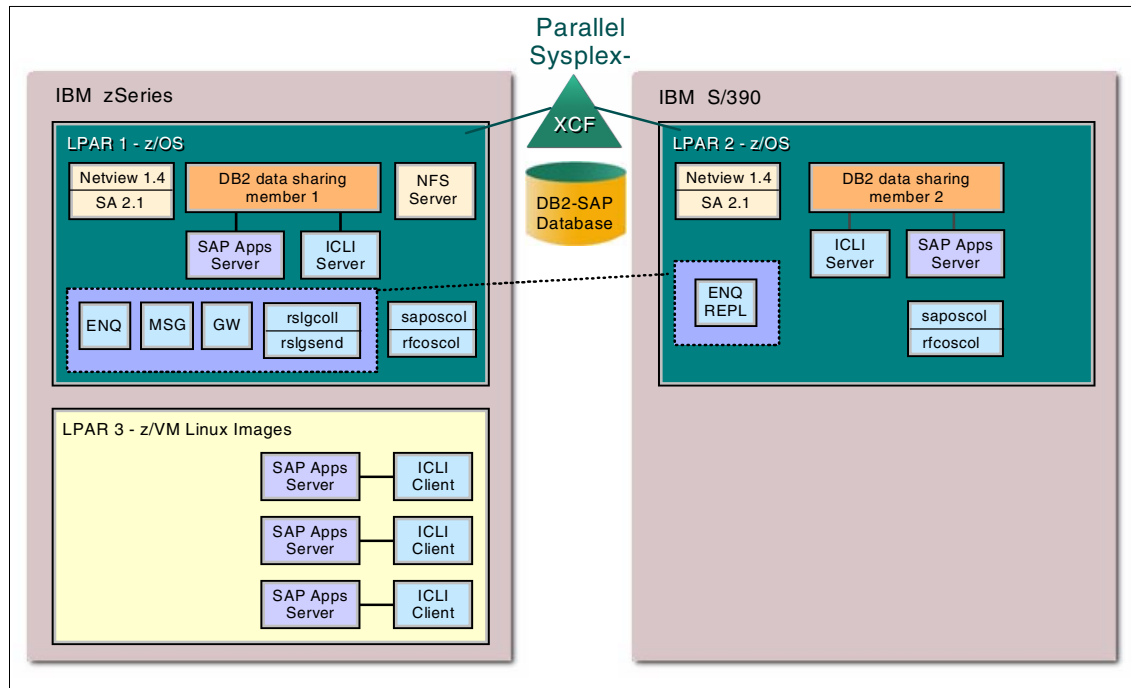 Parallel
Sysplex-
XCF
DB2-SAP
Database
IBM zSeries
LPAR 1 - z/OS
Netview 1.4
SA 2.1
DB2 data sharing
member 1
NFS
Server
SAP Apps
Server
ICLI
Server
ENQ
MSG
GW
rslgcoll
rslgsend
saposcol
rfcoscol
LPAR 3 - z/VM Linux Images
SAP Apps
Server
ICLI
Client
SAP Apps
Server
ICLI
Client
SAP Apps
Server
ICLI
Client
IBM S/390
LPAR 2 - z/OS
Netview 1.4
SA 2.1
DB2 data sharing
member 2
ICLI
Server
SAP Apps
Server
ENQ
REPL
saposcol
rfcoscol